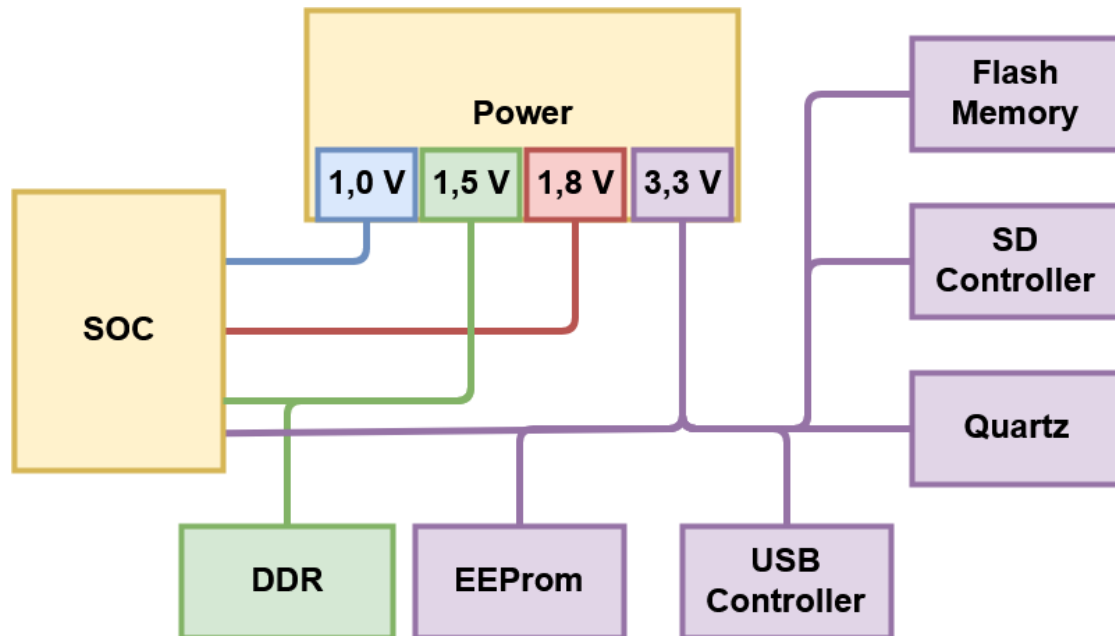 Power
1,0 V
1,5 V
1,8 V
3,3 V
Flash
Memory
SOC
SD
Controller
Quartz
DDR
EEProm
USB
Controller